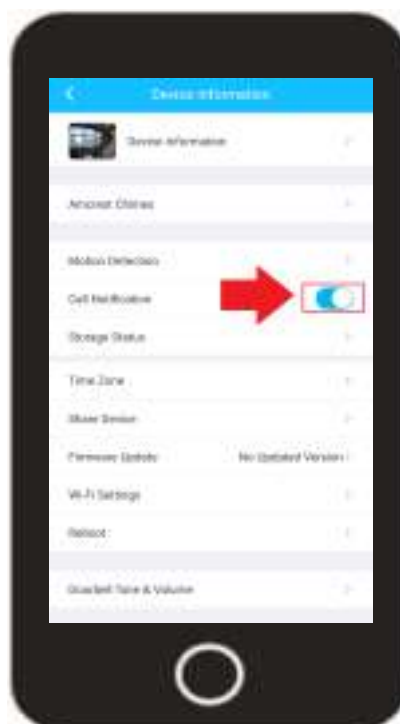 Device Information
Device Information
Amcrest Chimes
Motion Detection
Call Notification
Storage Status
Time Zone
Share Device
Firmware Update No Updated Version
Wi-Fi Settings
Reboot
Doorbell Tone & Volume